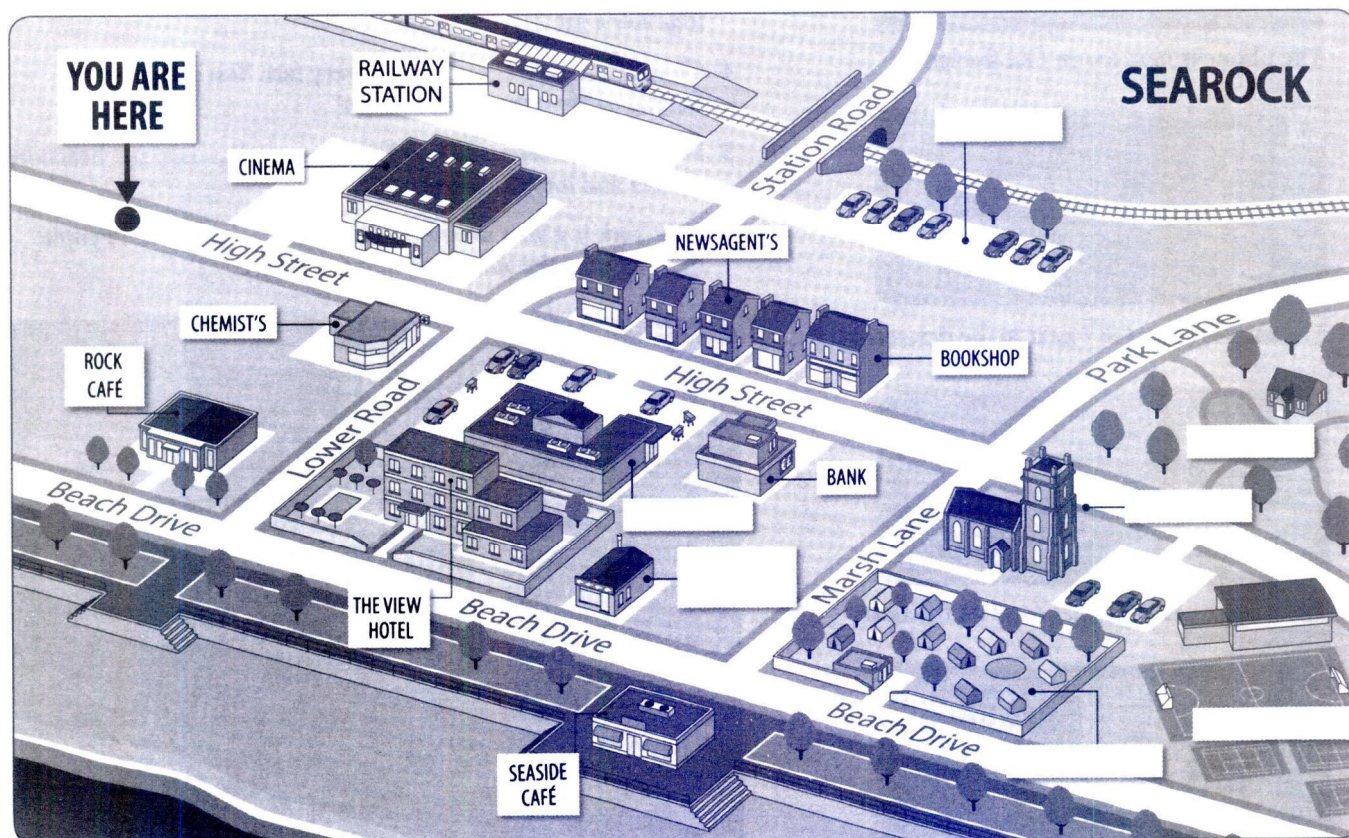 YOU ARE
HERE
RAILWAY
STATION
SEAROCK
CINEMA
Station Road
High Street
NEWSAGENT'S
CHEMIST'S
Park Lane
BOOKSHOP
ROCK
CAFÉ
High Street
Lower Road
BANK
Beach Drive
Marsh Lane
THE VIEW
HOTEL
Beach Drive
Beach Drive
SEASIDE
CAFÉ